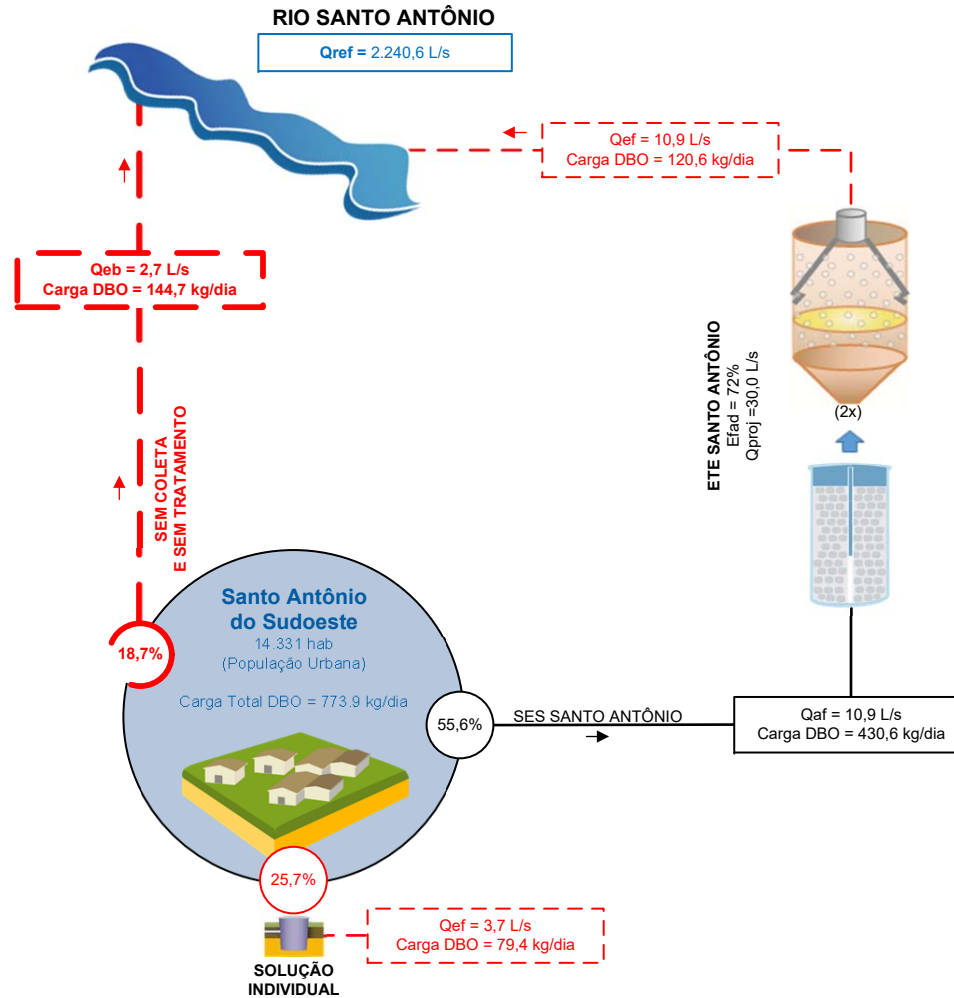 RIO SANTO ANTÔNIO
Qref = 2.240,6 L/s
Qef = 10,9 L/s
Carga DBO = 120,6 kg/dia
Qeb = 2,7 L/s
Carga DBO = 144,7 kg/dia
ETE SANTO ANTÔNIO
Efad = 72%
Qproj =30,0 L/s
(2x)
SEM COLETA
E SEM TRATAMENTO
Santo Antônio
do Sudoeste
14.331 hab
(População Urbana)
Carga Total DBO = 773.9 kg/dia
18,7%
55,6%
SES SANTO ANTÔNIO
Qaf = 10,9 L/s
Carga DBO = 430,6 kg/dia
25,7%
Qef = 3,7 L/s
Carga DBO = 79,4 kg/dia
SOLUÇÃO
INDIVIDUAL